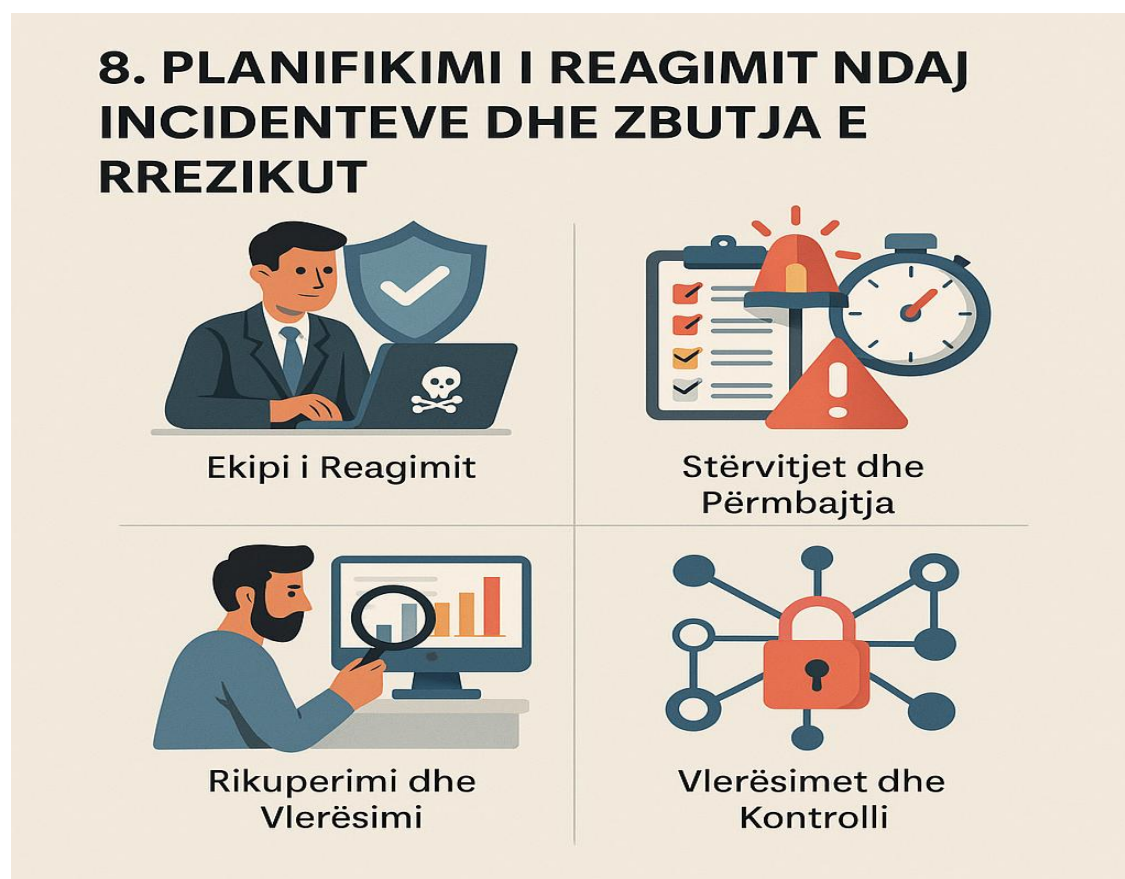 8. PLANIFIKIMI I REAGIMIT NDAJ
INCIDENTEVE DHE ZBUTJA E
RREZIKUT
Ekipi i Reagimit
Stërvitjet dhe
Përmbajtja
Rikuperimi dhe
Vlerësimi
Vlerësimet dhe
Kontrolli